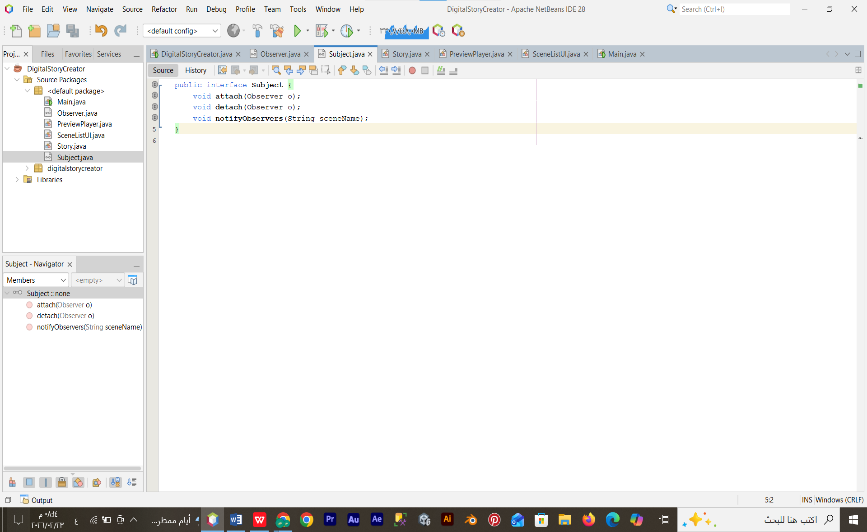 File Edit View Navigate Source Refactor Run Debug Profile Team Tools Window Help
DigitalStoryCreator - Apache NetBeans IDE 28
Search (Ctrl+I)
<default config>
Proj... Files Favorites Services
DigitalStoryCreator.java Observer.java Subject.java Story.java PreviewPlayer.java SceneListUI.java Main.java
Source History
DigitalStoryCreator
Source Packages
<default package>
Main.java
Observer.java
PreviewPlayer.java
SceneListUI.java
Story.java
Subject.java
digitalstorycreator
Libraries
public interface Subject {
void attach(Observer o);
void detach(Observer o);
void notifyObservers(String sceneName);
5 }
6
Subject - Navigator
Members <empty>
Subject :: none
attach(Observer o)
detach(Observer o)
notifyObservers(String sceneName)
Output
5:2 INS Windows (CRLF)
أيام ممطر...
اكتب هنا للبحث